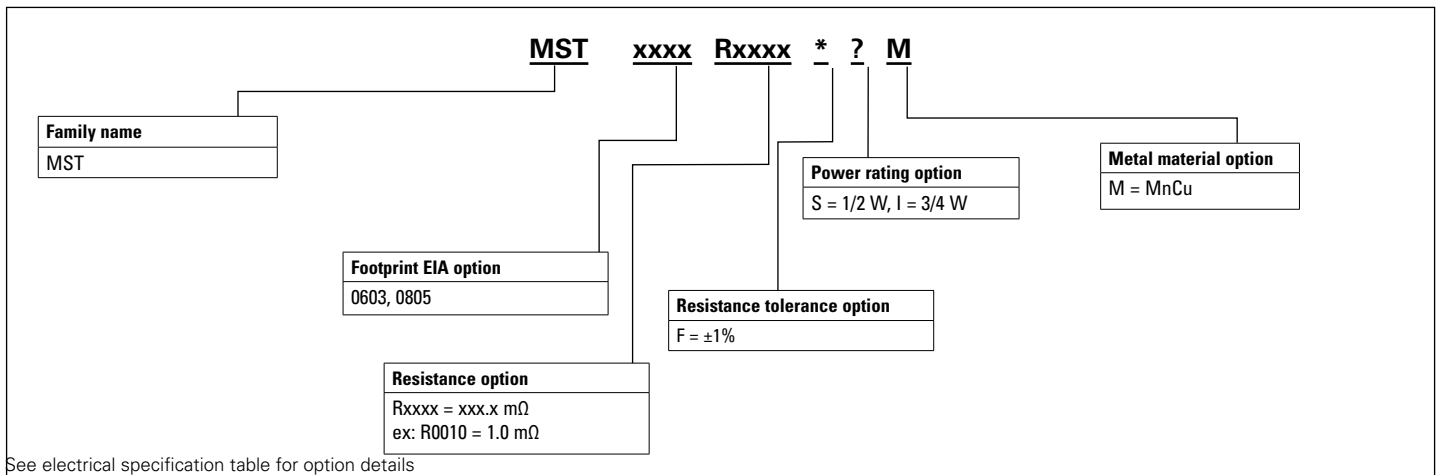 MST xxxx Rxxxx * ? M
Family name
MST
Power rating option
S = 1/2 W, I = 3/4 W
Metal material option
M = MnCu
Footprint EIA option
0603, 0805
Resistance tolerance option
F = ±1%
Resistance option
Rxxxx = xxx.x mΩ
ex: R0010 = 1.0 mΩ
See electrical specification table for option details